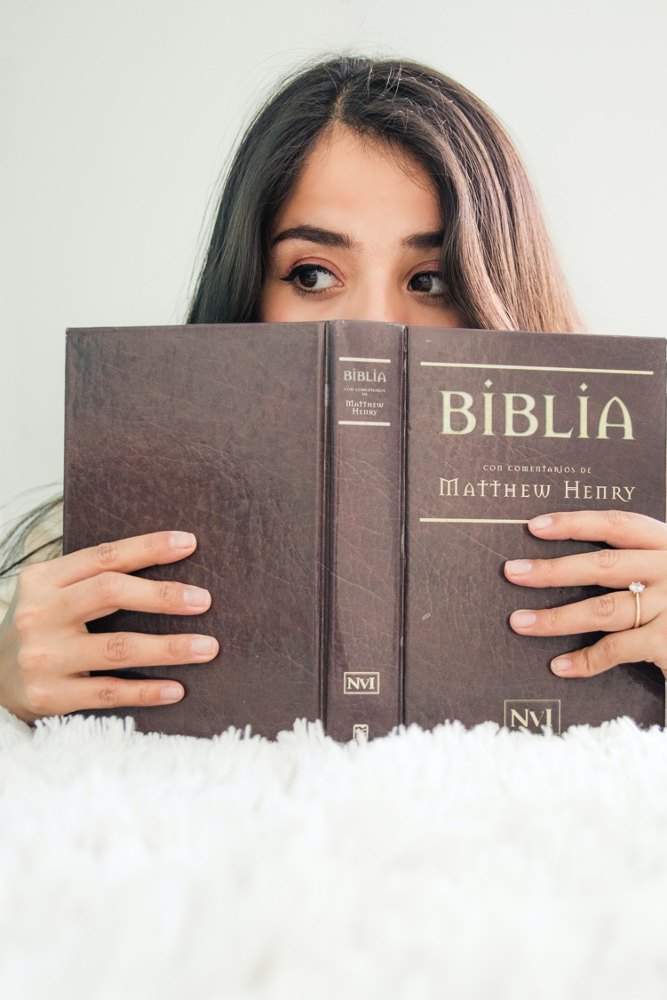 BIBLIA
CON COMENTARIOS
DE
MATTHEW
HENRY
NVI
BIBLIA
CON COMENTARIOS DE
MATTHEW HENRY
NVI